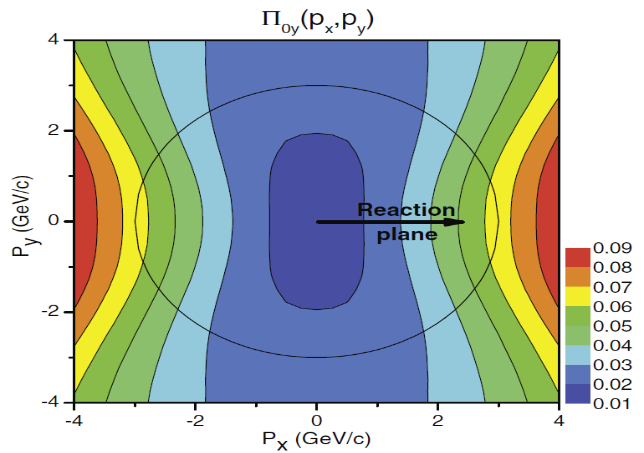 Π0y(px,py)
4
2
0
-2
-4
Py (GeV/c)
Reaction
plane
0.09
0.08
0.07
0.06
0.05
0.04
0.03
0.02
0.01
-4 -2 0 2 4
Px (GeV/c)